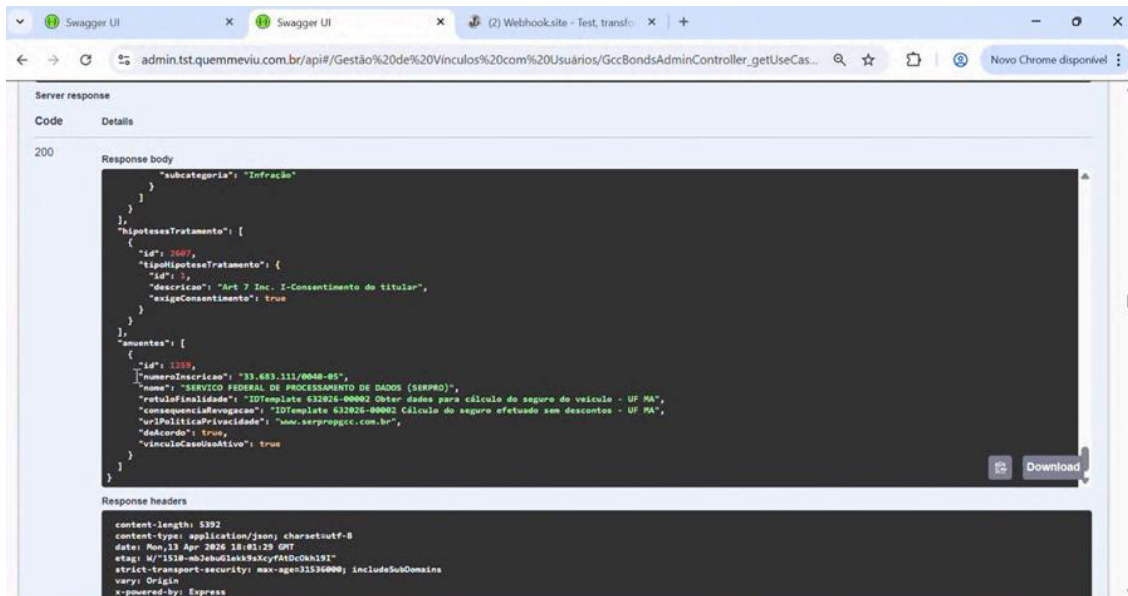 Swagger UI
Swagger UI
(2) Webhook.site - Test, transfo
admin.tst.quemmeviu.com.br/api#/Gestão%20de%20Vínculos%20com%20Usuários/GccBondsAdminController_getUseCas...
Novo Chrome disponível
Server response
Code Details
200
Response body
"subcategoria": "Infração"
}
]
}
],
"hipotesesTratamento": [
{
"id": 2607,
"tipoHipoteseTratamento": {
"id": 1,
"descricao": "Art 7 Inc. I-Consentimento do titular",
"exigeConsentimento": true
}
}
],
"anuentes": [
{
"id": 1259,
"numeroInscricao": "33.683.111/0040-05",
"nome": "SERVICO FEDERAL DE PROCESSAMENTO DE DADOS (SERPRO)",
"rotuloFinalidade": "IDTemplate 632026-00002 Obter dados para cálculo do seguro do veículo - UF MA",
"consequenciaRevogacao": "IDTemplate 632026-00002 Cálculo do seguro efetuado sem descontos - UF MA",
"urlPoliticaPrivacidade": "www.serpropgcc.com.br",
"deAcordo": true,
"vinculoCasoUsoAtivo": true
}
]
}
Download
Response headers
content-length: 5392
content-type: application/json; charset=utf-8
date: Mon,13 Apr 2026 18:01:29 GMT
etag: W/"1510-mbJebuG1ekk9sXcyfAtDcOkh19I"
strict-transport-security: max-age=31536000; includeSubDomains
vary: Origin
x-powered-by: Express